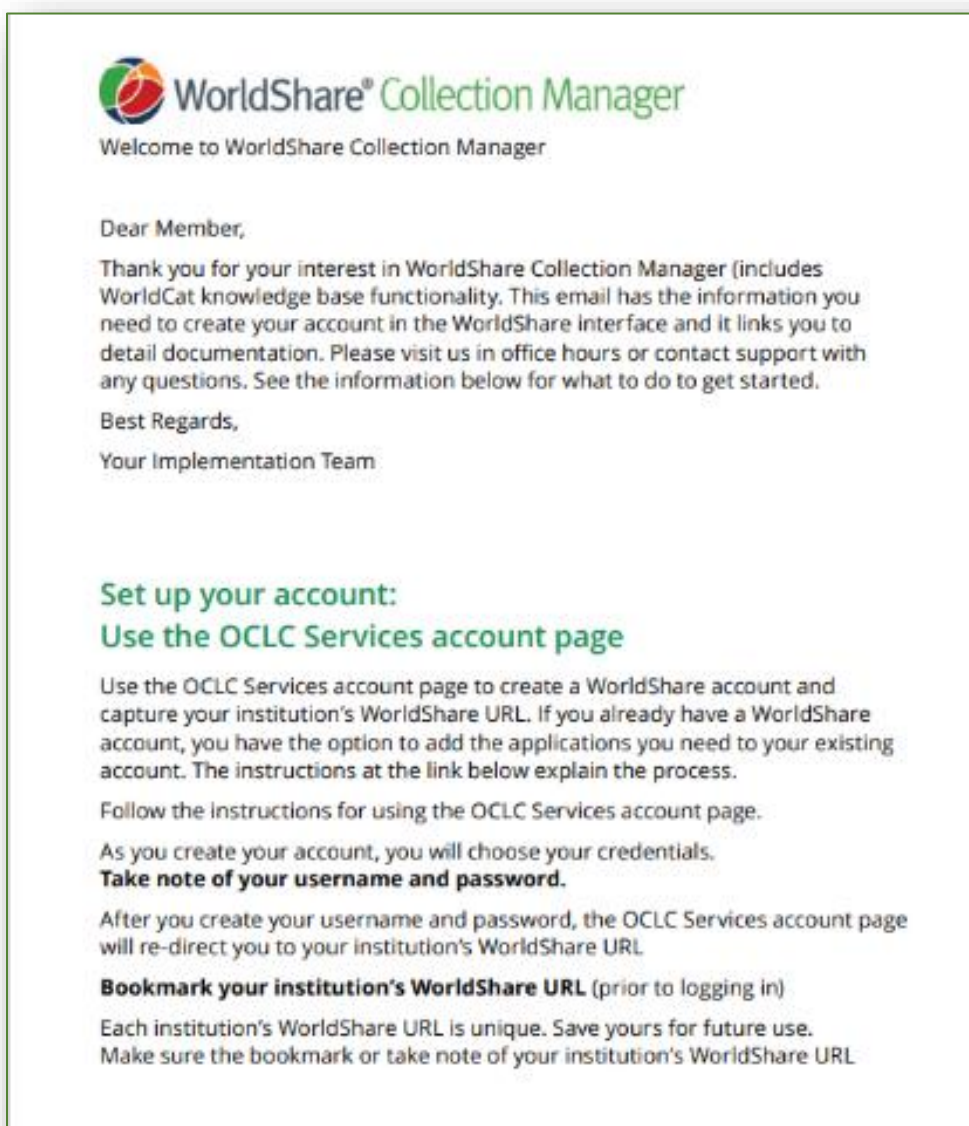 WorldShare® Collection Manager
Welcome to WorldShare Collection Manager
Dear Member,
Thank you for your interest in WorldShare Collection Manager (includes
WorldCat knowledge base functionality. This email has the information you
need to create your account in the WorldShare interface and it links you to
detail documentation. Please visit us in office hours or contact support with
any questions. See the information below for what to do to get started.
Best Regards,
Your Implementation Team
Set up your account:
Use the OCLC Services account page
Use the OCLC Services account page to create a WorldShare account and
capture your institution's WorldShare URL. If you already have a WorldShare
account, you have the option to add the applications you need to your existing
account. The instructions at the link below explain the process.
Follow the instructions for using the OCLC Services account page.
As you create your account, you will choose your credentials.
Take note of your username and password.
After you create your username and password, the OCLC Services account page
will re-direct you to your institution's WorldShare URL
Bookmark your institution's WorldShare URL (prior to logging in)
Each institution's WorldShare URL is unique. Save yours for future use.
Make sure the bookmark or take note of your institution's WorldShare URL